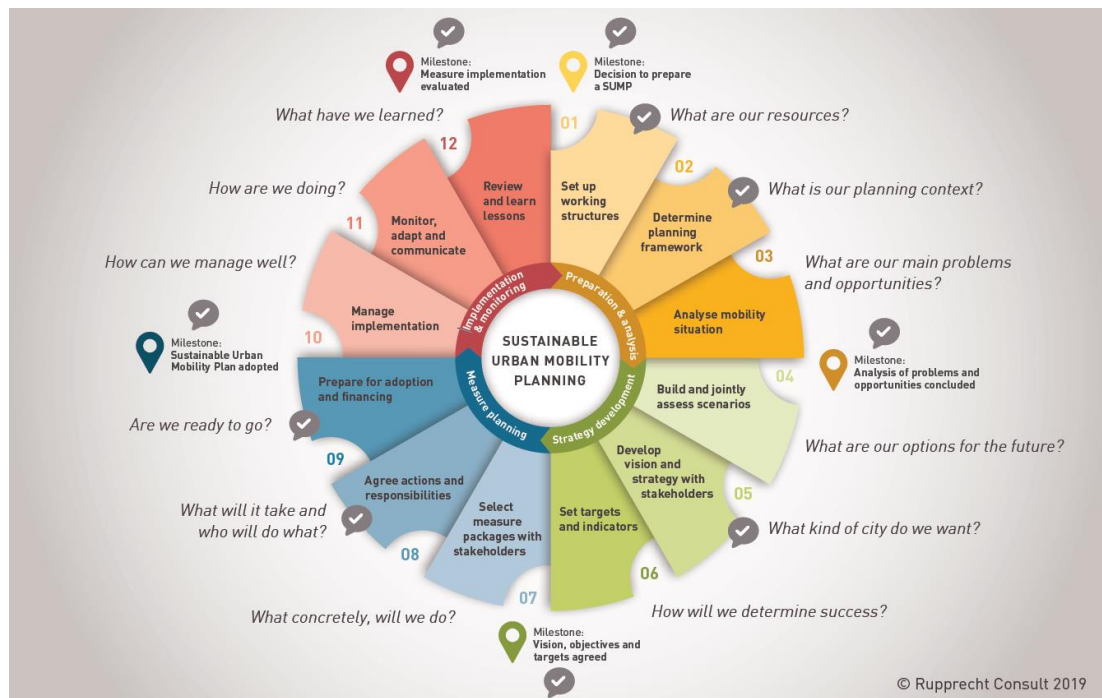 Milestone:
Measure implementation
evaluated
Milestone:
Decision to prepare
a SUMP
What have we learned?
What are our resources?
12
01
Review
and learn
lessons
Set up
working
structures
02
What is our planning context?
Determine
planning
framework
03
What are our main problems
and opportunities?
Analyse mobility
situation
Milestone:
Analysis of problems and
opportunities concluded
04
Build and jointly
assess scenarios
What are our options for the future?
05
Develop
vision and
strategy with
stakeholders
What kind of city do we want?
06
Set targets
and indicators
How will we determine success?
Milestone:
Vision, objectives and
targets agreed
07
Select
measure
packages with
stakeholders
What concretely, will we do?
08
Agree actions and
responsibilities
What will it take and
who will do what?
09
Prepare for adoption
and financing
Are we ready to go?
Milestone:
Sustainable Urban
Mobility Plan adopted
10
Manage
implementation
How can we manage well?
11
Monitor,
adapt and
communicate
How are we doing?
Implementation
& monitoring
Preparation & analysis
Strategy development
Measure planning
SUSTAINABLE
URBAN MOBILITY
PLANNING
© Rupprecht Consult 2019